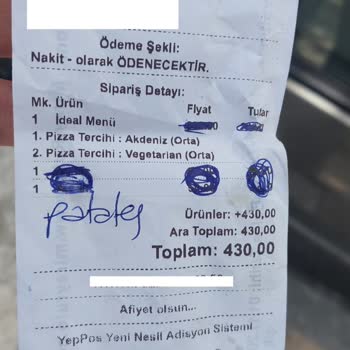 Ödeme Şekli:
Nakit - olarak ÖDENECEKTİR.
Sipariş Detayı:
Mk. Ürün Fiyat Tutar
1 İdeal Menü
1. Pizza Tercihi : Akdeniz (Orta)
2. Pizza Tercihi : Vegetarian (Orta)
1
1
patates
Ürünler: +430,00
Ara Toplam: 430,00
Toplam: 430,00
Afiyet olsun...
YepPos Yeni Nesil Adisyon Sistemi